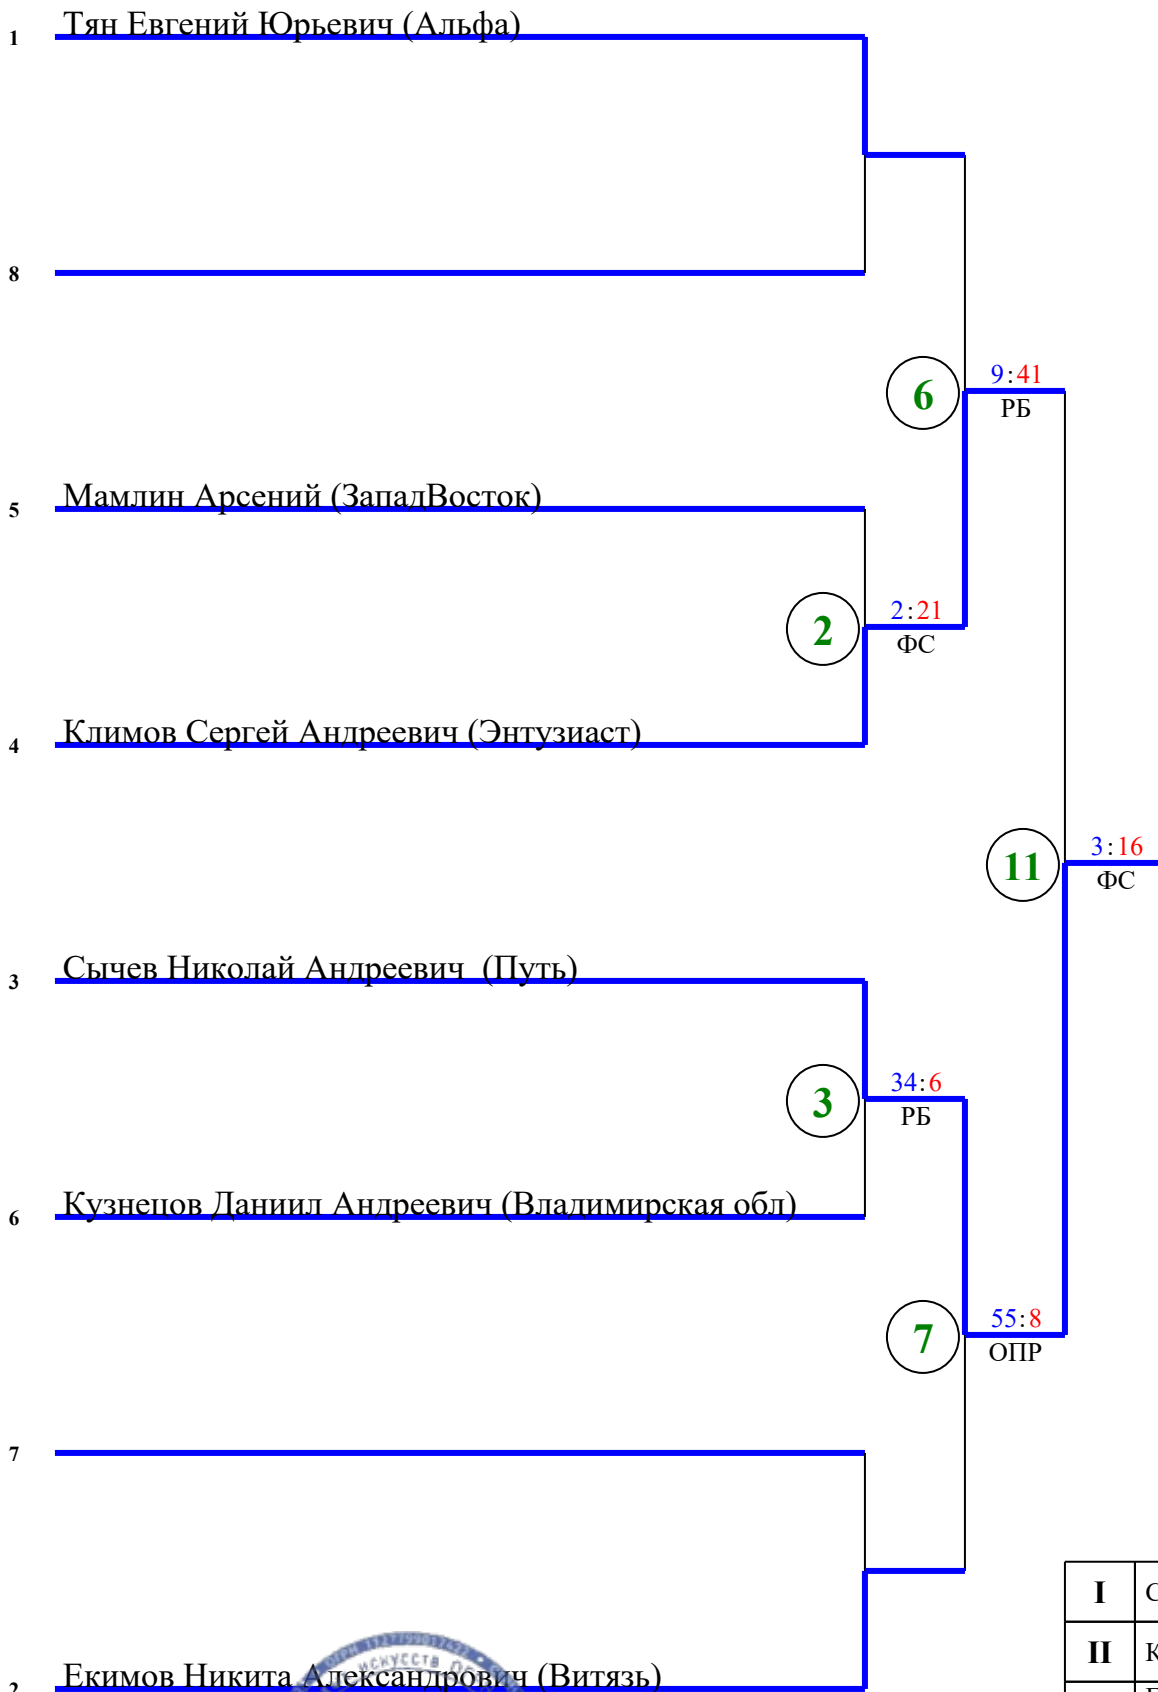 1 Тян Евгений Юрьевич (Альфа)
8
6 9:41
РБ
5 Мамлин Арсений (ЗападВосток)
2 2:21
ФС
4 Климов Сергей Андреевич (Энтузиаст)
11 3:16
ФС
3 Сычев Николай Андреевич (Путь)
3 34:6
РБ
6 Кузнецов Даниил Андреевич (Владимирская обл)
7 55:8
ОПР
7
I С
II К
2 Екимов Никита Александрович (Витязь)
искусств